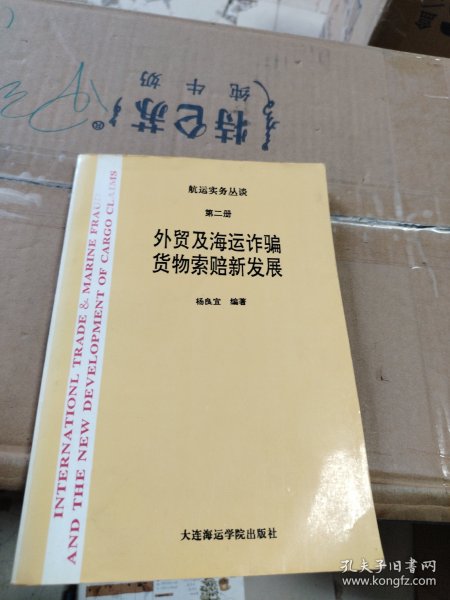 特仑苏
®
纯牛奶
航运实务丛谈
第二册
外贸及海运诈骗
货物索赔新发展
杨良宜 编著
大连海运学院出版社
INTERNATIONL TRADE & MARINE FRAUD
AND THE NEW DEVELOPMENT OF CARGO CLAIMS
孔夫子旧书网
www.kongfz.com